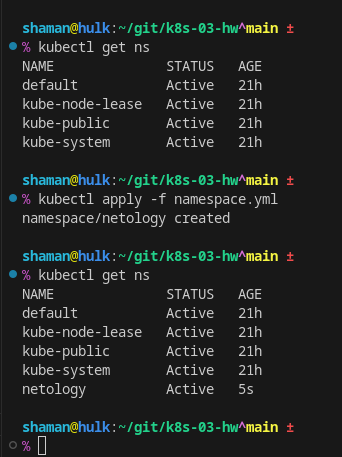 shaman@hulk:~/git/k8s-03-hw^main ±
% kubectl get ns
NAME STATUS AGE
default Active 21h
kube-node-lease Active 21h
kube-public Active 21h
kube-system Active 21h
shaman@hulk:~/git/k8s-03-hw^main ±
% kubectl apply -f namespace.yml
namespace/netology created
shaman@hulk:~/git/k8s-03-hw^main ±
% kubectl get ns
NAME STATUS AGE
default Active 21h
kube-node-lease Active 21h
kube-public Active 21h
kube-system Active 21h
netology Active 5s
shaman@hulk:~/git/k8s-03-hw^main ±
%